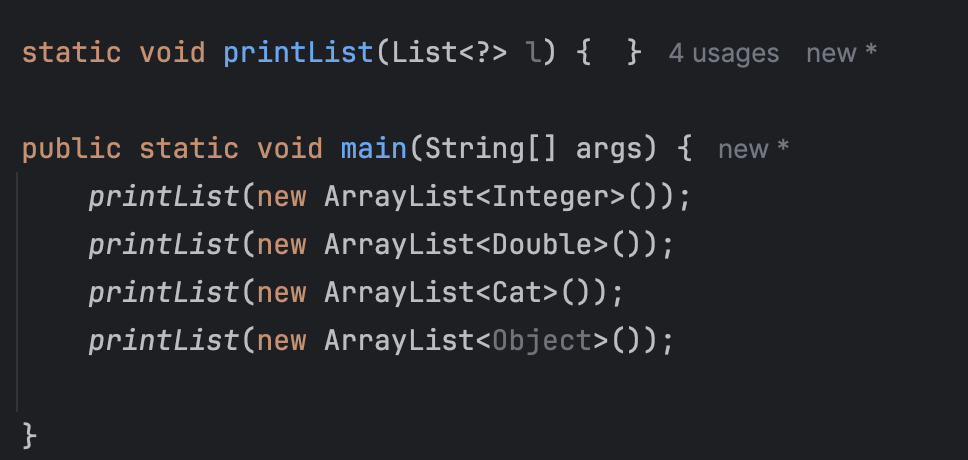 static void printList(List<?> l) {  } 4 usages new *
public static void main(String[] args) { new *
printList(new ArrayList<Integer>());
printList(new ArrayList<Double>());
printList(new ArrayList<Cat>());
printList(new ArrayList<Object>());
}